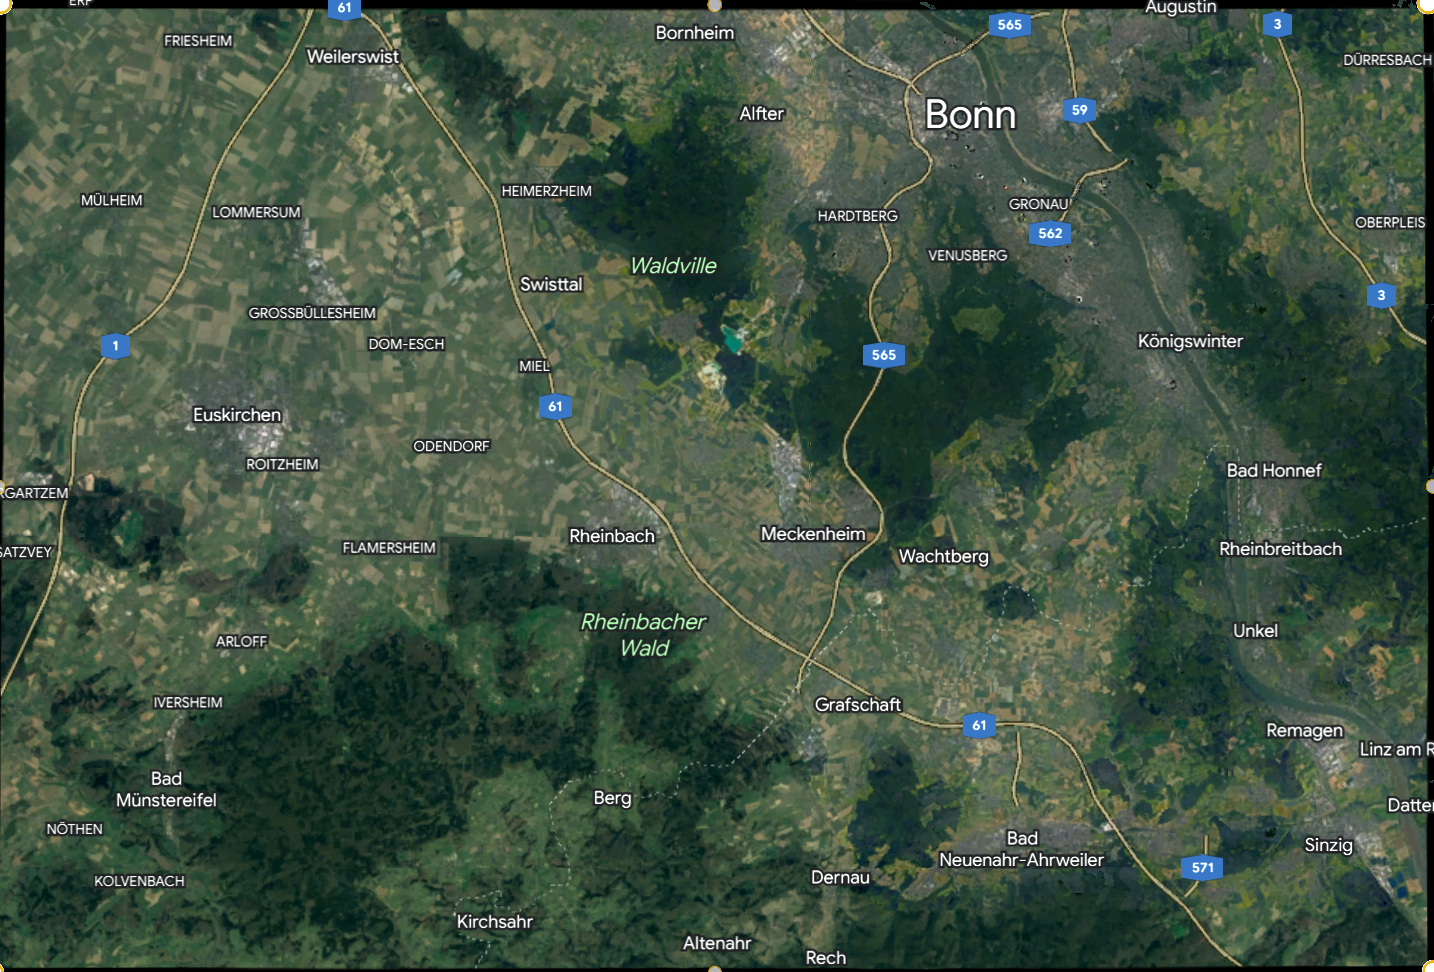 61
565
Augustin
3
FRIESHEIM
Bornheim
Weilerswist
DÜRRESBACH
59
Alfter
Bonn
HEIMERZHEIM
MÜLHEIM
GRONAU
LOMMERSUM
HARDTBERG
OBERPLEIS
562
VENUSBERG
Waldville
Swisttal
3
GROSSBÜLLESHEIM
Königswinter
DOM-ESCH
1
565
MIEL
61
Euskirchen
ODENDORF
ROITZHEIM
Bad Honnef
RGARTZEM
Rheinbach
Meckenheim
FLAMERSHEIM
SATZVEY
Wachtberg
Rheinbreitbach
Rheinbacher
Wald
Unkel
ARLOFF
IVERSHEIM
Grafschaft
61
Remagen
Linz am R
Bad
Münstereifel
Berg
Datte
NÖTHEN
Bad
Neuenahr-Ahrweiler
Sinzig
571
Dernau
KOLVENBACH
Kirchsahr
Altenahr
Rech